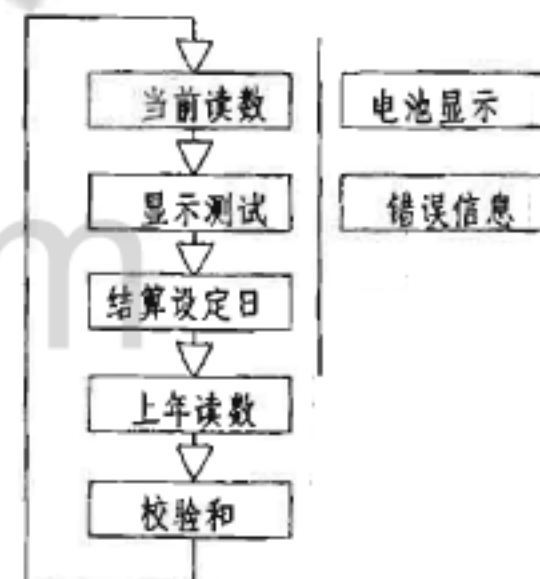 当前读数
显示测试
结算设定日
上年读数
校验和
电池显示
错误信息